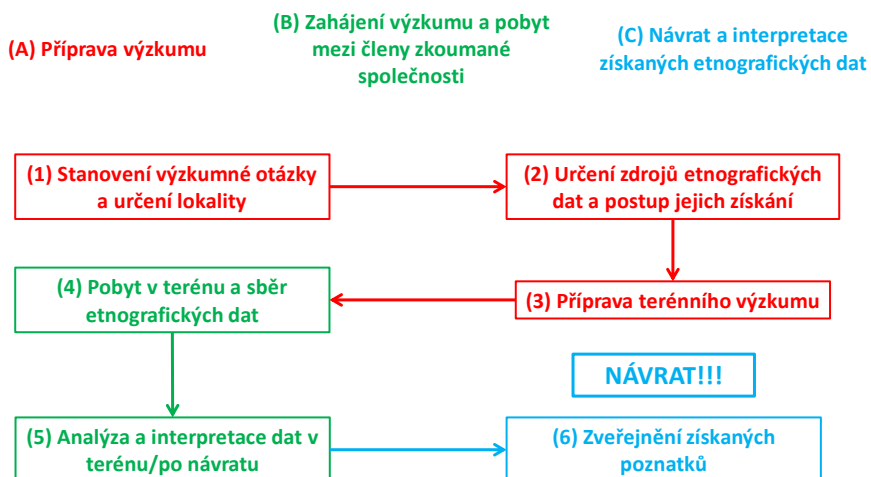 (A) Příprava výzkumu
(B) Zahájení výzkumu a pobyt
mezi členy zkoumané
společnosti
(C) Návrat a interpretace
získaných etnografických dat
(1) Stanovení výzkumné otázky
a určení lokality
(2) Určení zdrojů etnografických
dat a postup jejich získání
(4) Pobyt v terénu a sběr
etnografických dat
(3) Příprava terénního výzkumu
NÁVRAT!!!
(5) Analýza a interpretace dat v
terénu/po návratu
(6) Zveřejnění získaných
poznatků